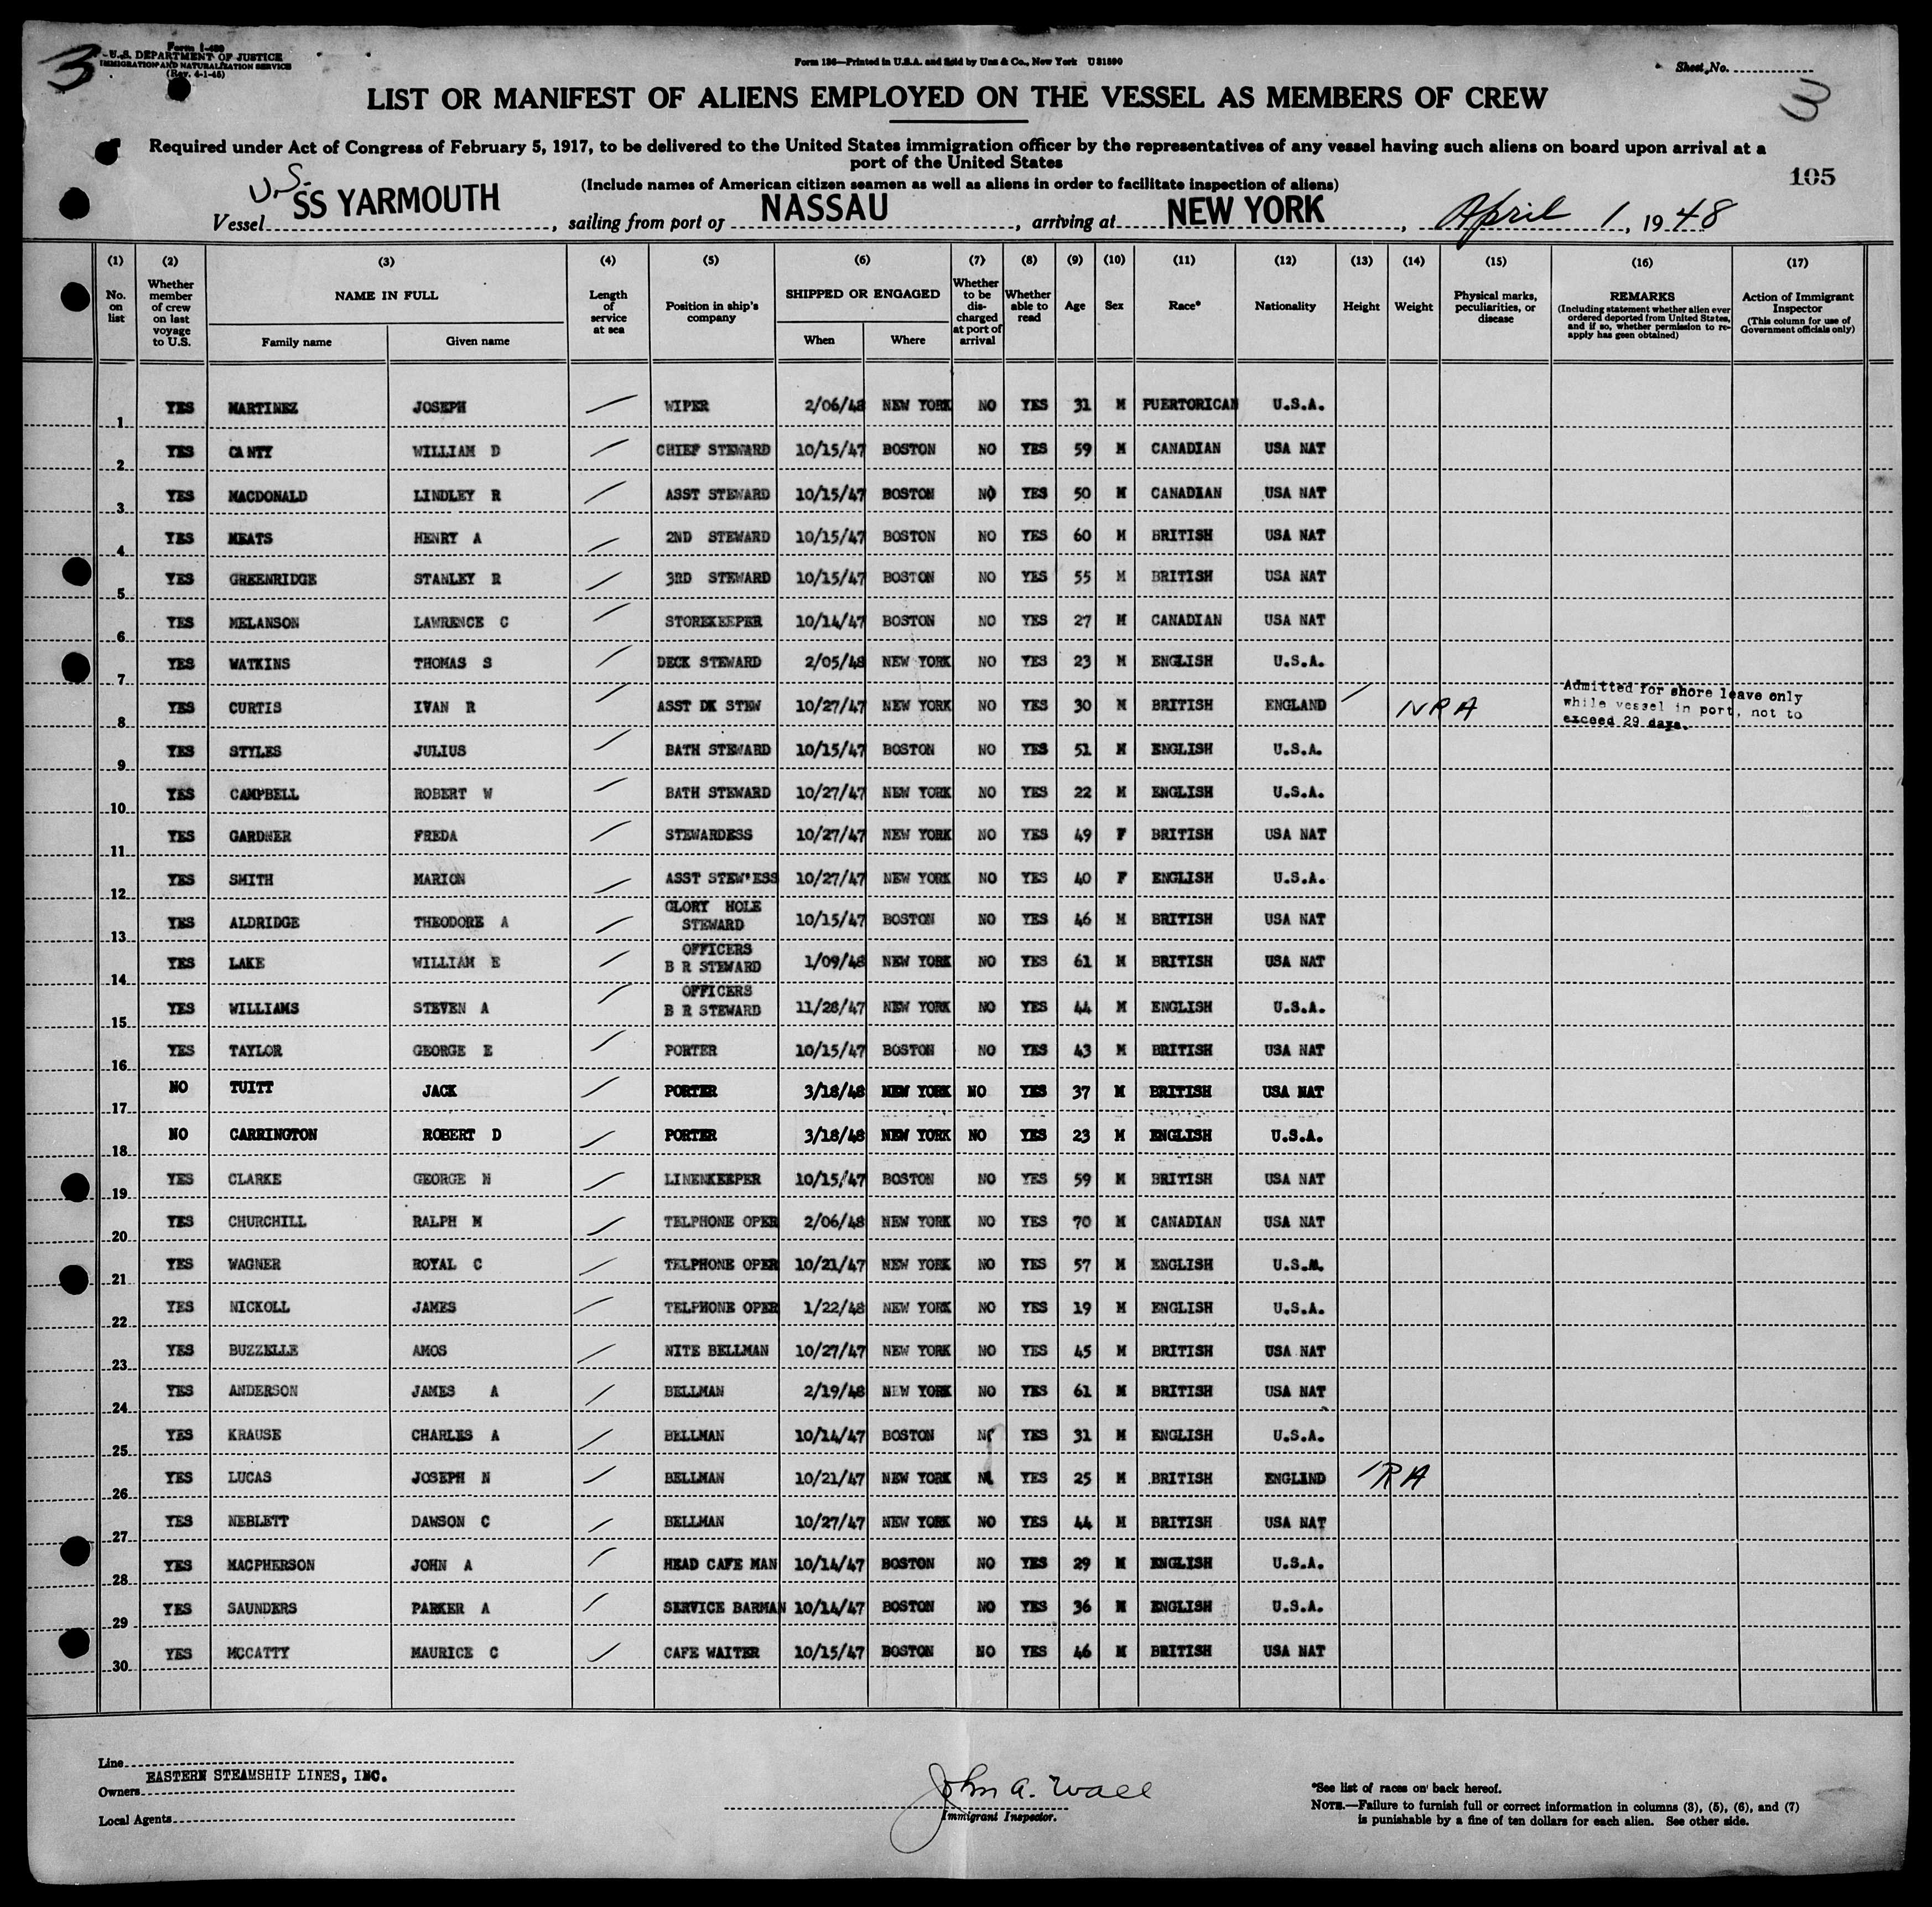 3
Form I-489
U.S. DEPARTMENT OF JUSTICE
IMMIGRATION AND NATURALIZATION SERVICE
(Rev. 4-1-45)
Form 136—Printed in U.S.A. and Sold by Unz & Co., New York U31890
Sheet No.
3
LIST OR MANIFEST OF ALIENS EMPLOYED ON THE VESSEL AS MEMBERS OF CREW
Required under Act of Congress of February 5, 1917, to be delivered to the United States immigration officer by the representatives of any vessel having such aliens on board upon arrival at a
port of the United States
(Include names of American citizen seamen as well as aliens in order to facilitate inspection of aliens)
105
Vessel U.S. SS YARMOUTH, sailing from port of NASSAU, arriving at NEW YORK, April 1, 1948
(1) (2) (3) (4) (5) (6) (7) (8) (9) (10) (11) (12) (13) (14) (15) (16) (17)
No. on list
Whether member of crew on last voyage to U.S.
NAME IN FULL
Family name
Given name
Length of service at sea
Position in ship's company
SHIPPED OR ENGAGED
When
Where
Whether to be discharged at port of arrival
Whether able to read
Age
Sex
Race*
Nationality
Height
Weight
Physical marks, peculiarities, or disease
REMARKS
(Including statement whether alien ever ordered deported from United States, and if so, whether permission to re-apply has geen obtained)
Action of Immigrant Inspector
(This column for use of Government officials only)
1 YES MARTINEZ JOSEPH WIPER 2/06/48 NEW YORK NO YES 31 M PUERTORICAN U.S.A.
2 YES CANTY WILLIAM D CHIEF STEWARD 10/15/47 BOSTON NO YES 59 M CANADIAN USA NAT
3 YES MACDONALD LINDLEY R ASST STEWARD 10/15/47 BOSTON NO YES 50 M CANADIAN USA NAT
4 YES MEATS HENRY A 2ND STEWARD 10/15/47 BOSTON NO YES 60 M BRITISH USA NAT
5 YES GREENRIDGE STANLEY R 3RD STEWARD 10/15/47 BOSTON NO YES 55 M BRITISH USA NAT
6 YES MELANSON LAWRENCE C STOREKEEPER 10/14/47 BOSTON NO YES 27 M CANADIAN USA NAT
7 YES WATKINS THOMAS S DECK STEWARD 2/05/48 NEW YORK NO YES 23 M ENGLISH U.S.A.
8 YES CURTIS IVAN R ASST DK STEW 10/27/47 NEW YORK NO YES 30 M BRITISH ENGLAND NRA Admitted for shore leave only while vessel in port, not to exceed 29 days.
9 YES STYLES JULIUS BATH STEWARD 10/15/47 BOSTON NO YES 51 M ENGLISH U.S.A.
10 YES CAMPBELL ROBERT W BATH STEWARD 10/27/47 NEW YORK NO YES 22 M ENGLISH U.S.A.
11 YES GARDNER FREDA STEWARDESS 10/27/47 NEW YORK NO YES 49 F BRITISH USA NAT
12 YES SMITH MARION ASST STEW'ESS 10/27/47 NEW YORK NO YES 40 F ENGLISH U.S.A.
13 YES ALDRIDGE THEODORE A GLORY HOLE STEWARD 10/15/47 BOSTON NO YES 46 M BRITISH USA NAT
14 YES LAKE WILLIAM E OFFICERS B R STEWARD 1/09/48 NEW YORK NO YES 61 M BRITISH USA NAT
15 YES WILLIAMS STEVEN A OFFICERS B R STEWARD 11/28/47 NEW YORK NO YES 44 M ENGLISH U.S.A.
16 YES TAYLOR GEORGE E PORTER 10/15/47 BOSTON NO YES 43 M BRITISH USA NAT
17 NO TUITT JACK PORTER 3/18/48 NEW YORK NO YES 37 M BRITISH USA NAT
18 NO CARRINGTON ROBERT D PORTER 3/18/48 NEW YORK NO YES 23 M ENGLISH U.S.A.
19 YES CLARKE GEORGE N LINENKEEPER 10/15/47 BOSTON NO YES 59 M BRITISH USA NAT
20 YES CHURCHILL RALPH M TELPHONE OPER 2/06/48 NEW YORK NO YES 70 M CANADIAN USA NAT
21 YES WAGNER ROYAL C TELPHONE OPER 10/21/47 NEW YORK NO YES 57 M ENGLISH
22 YES NICKOLL JAMES TELPHONE OPER 1/22/48 NEW YORK NO YES 19 M ENGLISH U.S.A.
23 YES BUZZELLE AMOS NITE BELLMAN 10/27/47 NEW YORK NO YES 45 M BRITISH USA NAT
24 YES ANDERSON JAMES A BELLMAN 2/19/48 NEW YORK NO YES 61 M BRITISH USA NAT
25 YES KRAUSE CHARLES A BELLMAN 10/14/47 BOSTON YES 31 M ENGLISH U.S.A.
26 YES LUCAS JOSEPH N BELLMAN 10/21/47 NEW YORK YES 25 M BRITISH ENGLAND RA
27 YES NEBLETT DAWSON C BELLMAN 10/27/47 NEW YORK NO YES 44 M BRITISH USA NAT
28 YES MACPHERSON JOHN A HEAD CAFE MAN 10/14/47 BOSTON NO YES 29 M ENGLISH U.S.A.
29 YES SAUNDERS PARKER A SERVICE BARMAN 10/14/47 BOSTON NO YES 36 M ENGLISH U.S.A.
30 YES MCCATTY MAURICE C CAFE WAITER 10/15/47 BOSTON NO YES 46 M BRITISH USA NAT
Line
Owners EASTERN STEAMSHIP LINES, INC.
Local Agents
John A. Wall
Immigrant Inspector.
*See list of races on back hereof.
NOTE.—Failure to furnish full or correct information in columns (3), (5), (6), and (7)
is punishable by a fine of ten dollars for each alien. See other side.